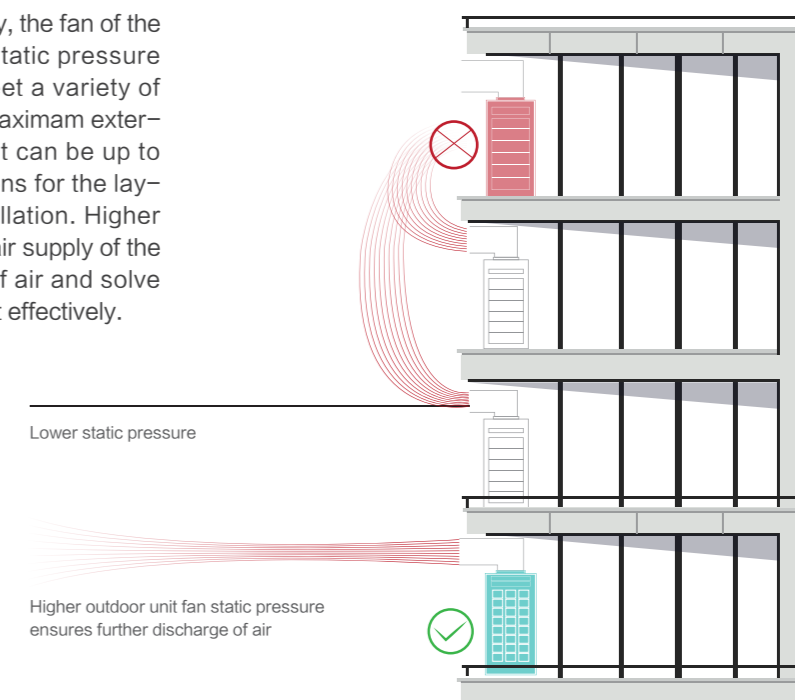 y, the fan of the
static pressure
et a variety of
aximam exter-
t can be up to
ns for the lay-
llation. Higher
air supply of the
f air and solve
t effectively.
Lower static pressure
Higher outdoor unit fan static pressure
ensures further discharge of air